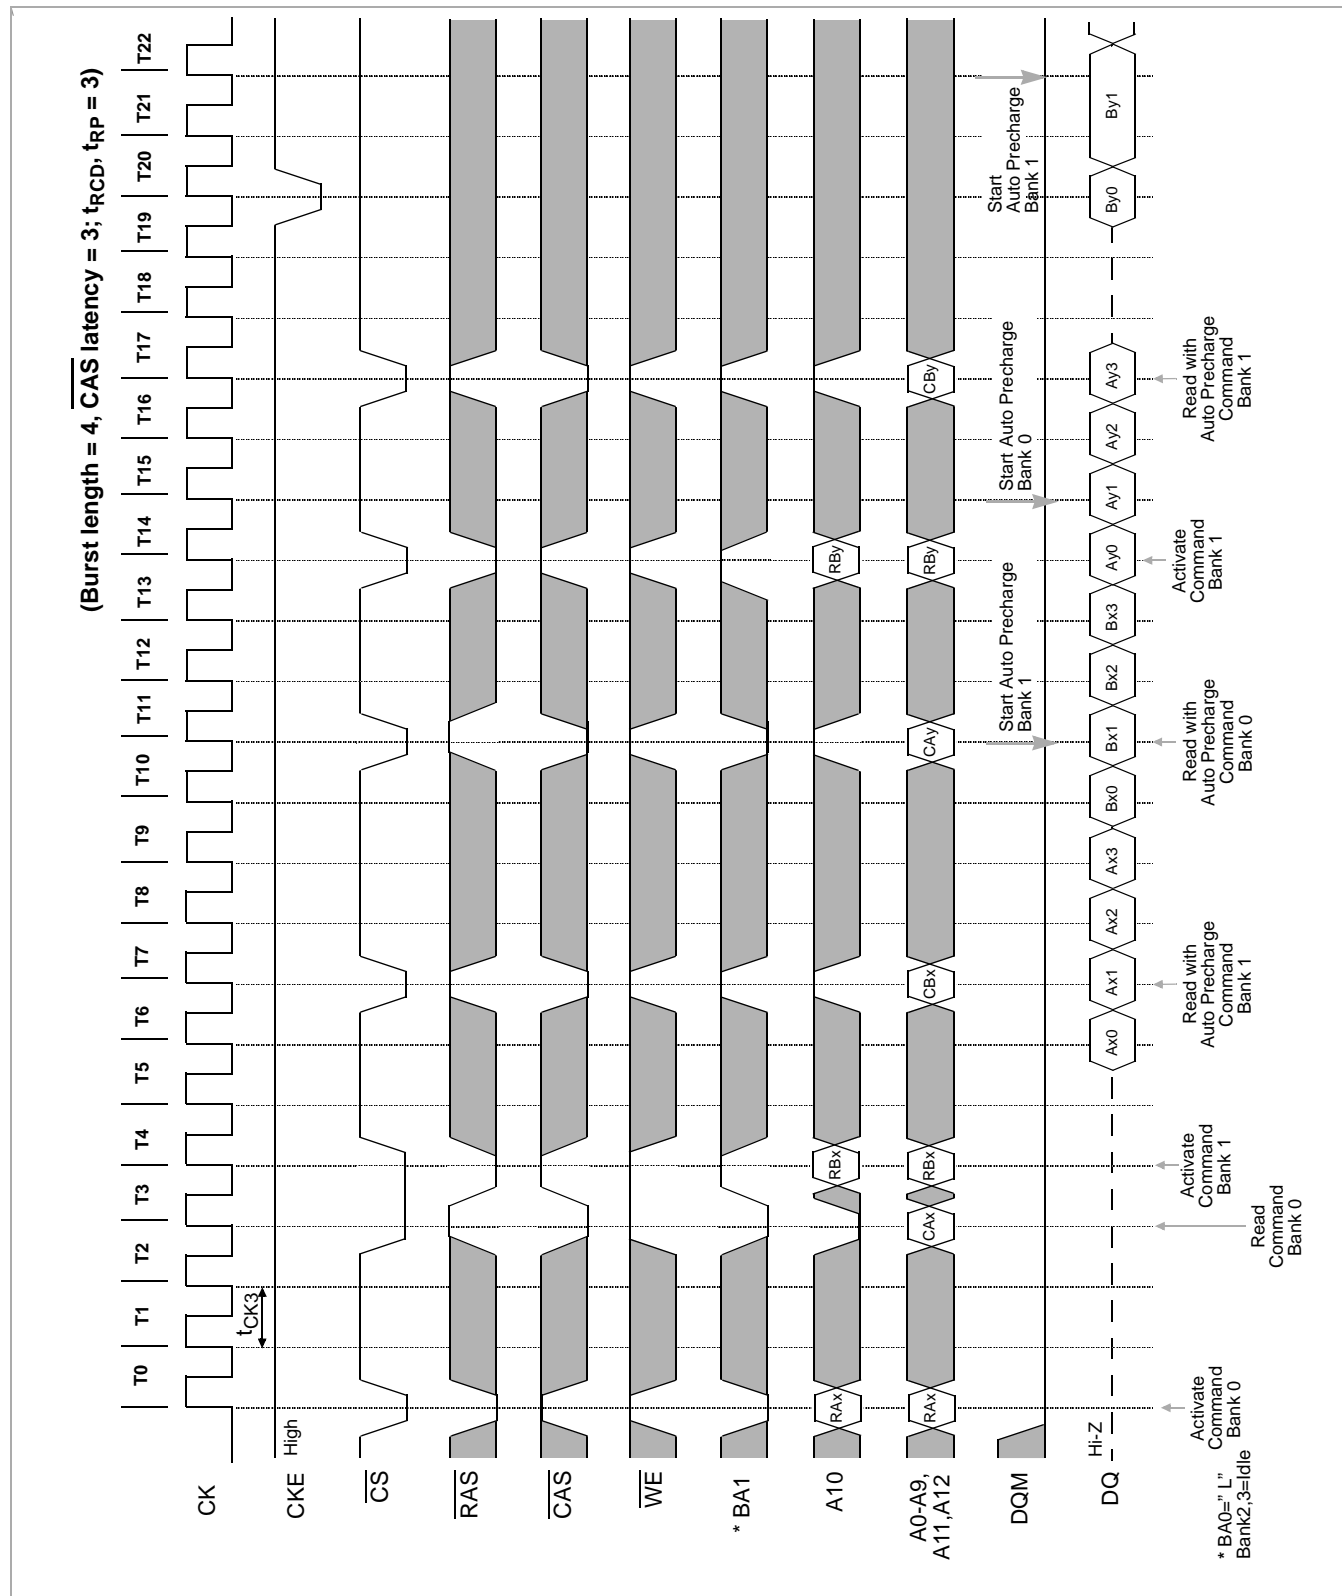 (Burst length = 4, CAS latency = 3; tRCD, tRP = 3)
T0 T1 T2 T3 T4 T5 T6 T7 T8 T9 T10 T11 T12 T13 T14 T15 T16 T17 T18 T19 T20 T21 T22
CK
tCK3
CKE
High
CS
RAS
CAS
WE
* BA1
A10
RAx RBx RBy
A0-A9,
A11,A12
RAx CAx RBx CBx CAy RBy CBy
DQM
Start Auto Precharge
Bank 1
Start Auto Precharge
Bank 0
Start
Auto Precharge
Bank 1
DQ
Hi-Z
Ax0 Ax1 Ax2 Ax3 Bx0 Bx1 Bx2 Bx3 Ay0 Ay1 Ay2 Ay3 By0 By1
Activate
Command
Bank 0
Read
Command
Bank 0
Activate
Command
Bank 1
Read with
Auto Precharge
Command
Bank 1
Read with
Auto Precharge
Command
Bank 0
Activate
Command
Bank 1
Read with
Auto Precharge
Command
Bank 1
* BA0=” L”
Bank2,3=Idle